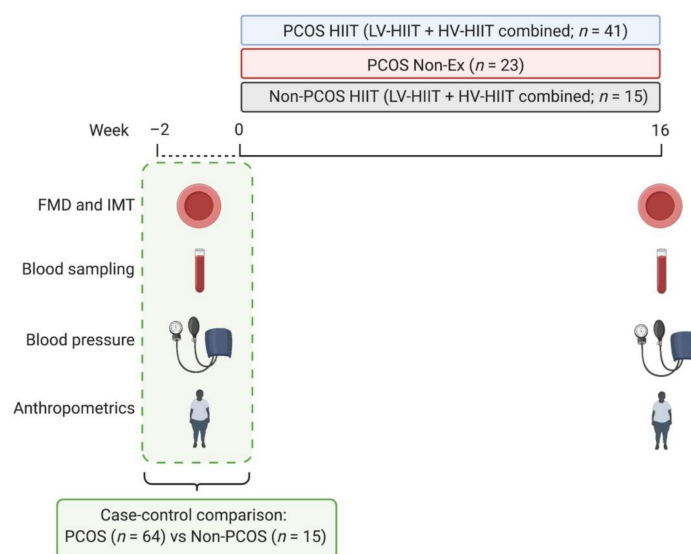 PCOS HIIT (LV-HIIT + HV-HIIT combined; n = 41)
PCOS Non-Ex (n = 23)
Non-PCOS HIIT (LV-HIIT + HV-HIIT combined; n = 15)
Week −2 0 16
FMD and IMT
Blood sampling
Blood pressure
Anthropometrics
Case-control comparison:
PCOS (n = 64) vs Non-PCOS (n = 15)